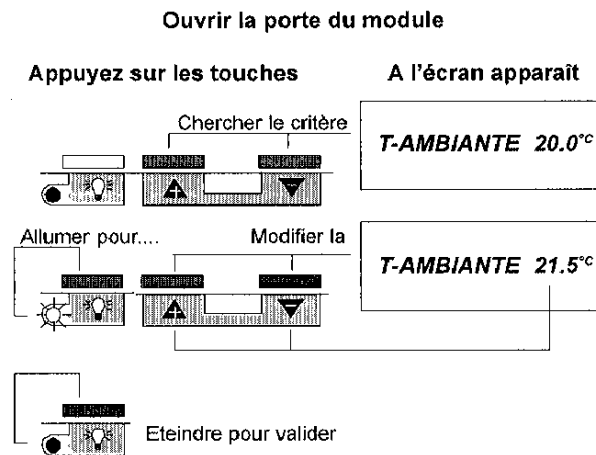 Ouvrir la porte du module
Appuyez sur les touches
A l'écran apparaît
Chercher le critère
T-AMBIANTE 20.0°C
Allumer pour....
Modifier la
T-AMBIANTE 21.5°C
Eteindre pour valider